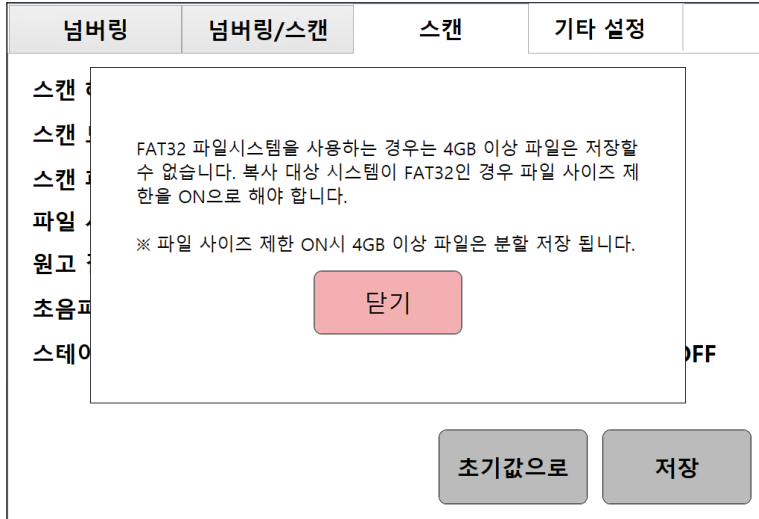 넘버링
넘버링/스캔
스캔
기타 설정
스캔
스캔
스캔
파일
원고
초음파
스테이
FAT32 파일시스템을 사용하는 경우는 4GB 이상 파일은 저장할
수 없습니다. 복사 대상 시스템이 FAT32인 경우 파일 사이즈 제
한을 ON으로 해야 합니다.
※ 파일 사이즈 제한 ON시 4GB 이상 파일은 분할 저장 됩니다.
닫기
초기값으로
저장